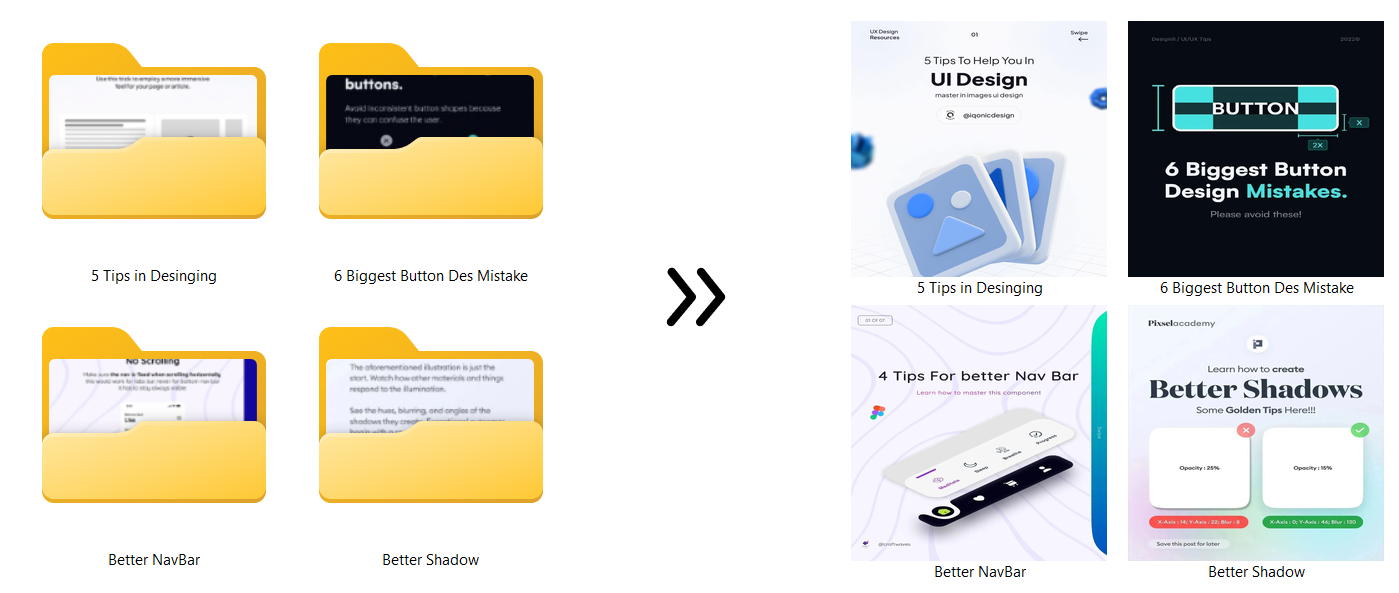 Use this trick to employ a more immersive
feel for your page or article.
5 Tips in Desinging
buttons.
Avoid inconsistent button shapes because
they can confuse the user.
6 Biggest Button Des Mistake
No Scrolling
Make sure the nav is fixed when scrolling horizontally
this would work for tabs but never for bottom nav bar
it has to stay always visible
Better NavBar
The aforementioned illustration is just the
start. Watch how other materials and things
respond to the illumination.
See the hues, blurring, and angles of the
shadows they create.
Better Shadow
UX Design
Resources
01
Swipe
5 Tips To Help You In
UI Design
master in images ui design
@iqonicdesign
5 Tips in Desinging
Designill / UI/UX Tips
2022©
BUTTON
X
2X
6 Biggest Button
Design Mistakes.
Please avoid these!
6 Biggest Button Des Mistake
01 OF 07
4 Tips For better Nav Bar
Learn how to master this component
Meditate
Sleep
Breathe
Progress
Swipe
@craftwaves
Better NavBar
Pixselacademy
Learn how to create
Better Shadows
Some Golden Tips Here!!!
Opacity : 25%
Opacity : 15%
X-Axis : 14; Y-Axis : 22; Blur : 8
X-Axis : 0; Y-Axis : 46; Blur : 130
Save this post for later
Better Shadow